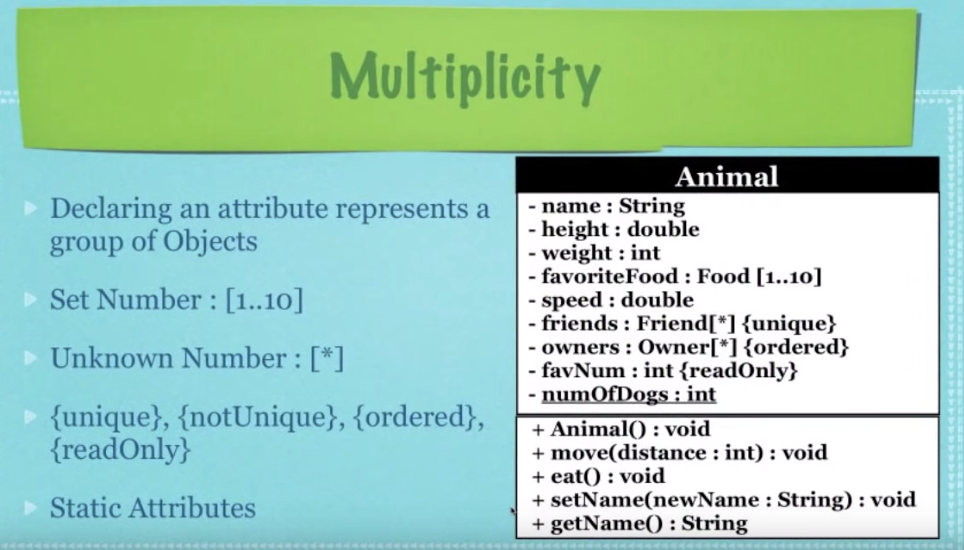 Multiplicity
Declaring an attribute represents a
group of Objects
Set Number : [1..10]
Unknown Number : [*]
{unique}, {notUnique}, {ordered},
{readOnly}
Static Attributes
Animal
- name : String
- height : double
- weight : int
- favoriteFood : Food [1..10]
- speed : double
- friends : Friend[*] {unique}
- owners : Owner[*] {ordered}
- favNum : int {readOnly}
- numOfDogs : int
+ Animal() : void
+ move(distance : int) : void
+ eat() : void
+ setName(newName : String) : void
+ getName() : String